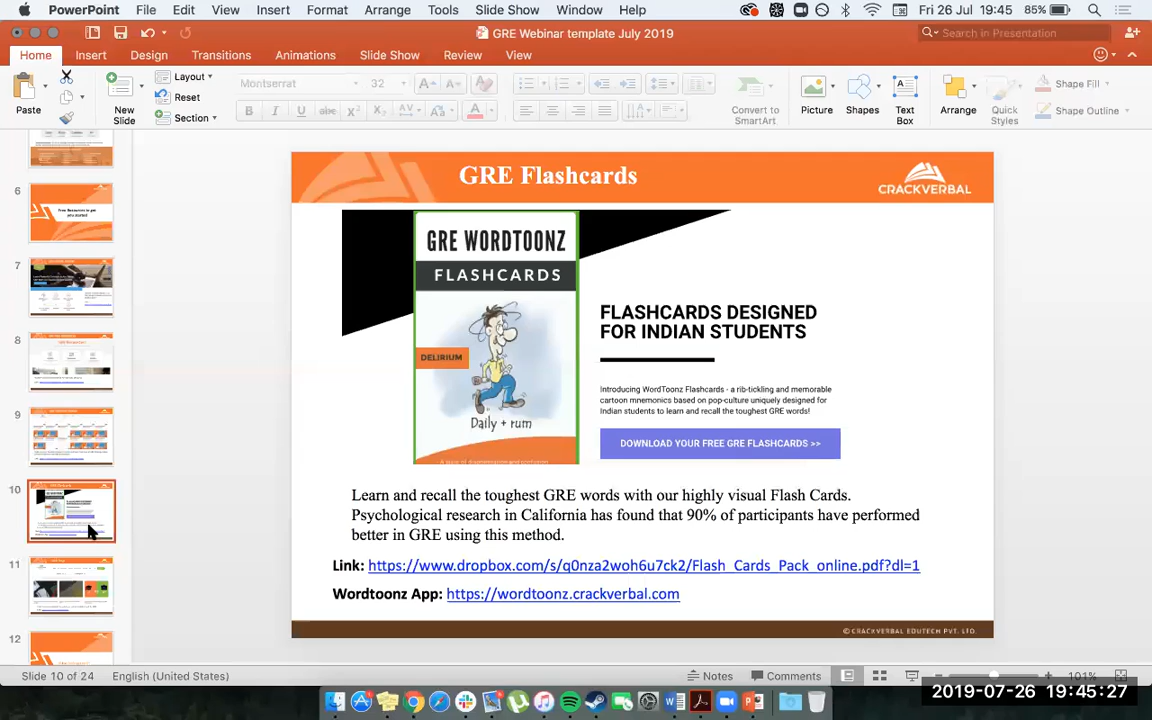 PowerPoint File Edit View Insert Format Arrange Tools Slide Show Window Help Fri 26 Jul 19:45 85%
GRE Webinar template July 2019 Search in Presentation
Home Insert Design Transitions Animations Slide Show Review View
Paste New Slide Layout Reset Section Montserrat 32 Convert to SmartArt Picture Shapes Text Box Arrange Quick Styles Shape Fill Shape Outline
6
7
8
9
10
11
12
GRE Flashcards
CRACKVERBAL
GRE WORDTOONZ
FLASHCARDS
DELIRIUM
Daily + rum
FLASHCARDS DESIGNED
FOR INDIAN STUDENTS
Introducing WordToonz Flashcards - a rib-tickling and memorable
cartoon mnemonics based on pop-culture uniquely designed for
Indian students to learn and recall the toughest GRE words!
DOWNLOAD YOUR FREE GRE FLASHCARDS >>
Learn and recall the toughest GRE words with our highly visual Flash Cards.
Psychological research in California has found that 90% of participants have performed
better in GRE using this method.
Link: https://www.dropbox.com/s/q0nza2woh6u7ck2/Flash_Cards_Pack_online.pdf?dl=1
Wordtoonz App: https://wordtoonz.crackverbal.com
© CRACKVERBAL EDUTECH PVT. LTD.
Slide 10 of 24 English (United States) Notes Comments 101%
2019-07-26 19:45:27